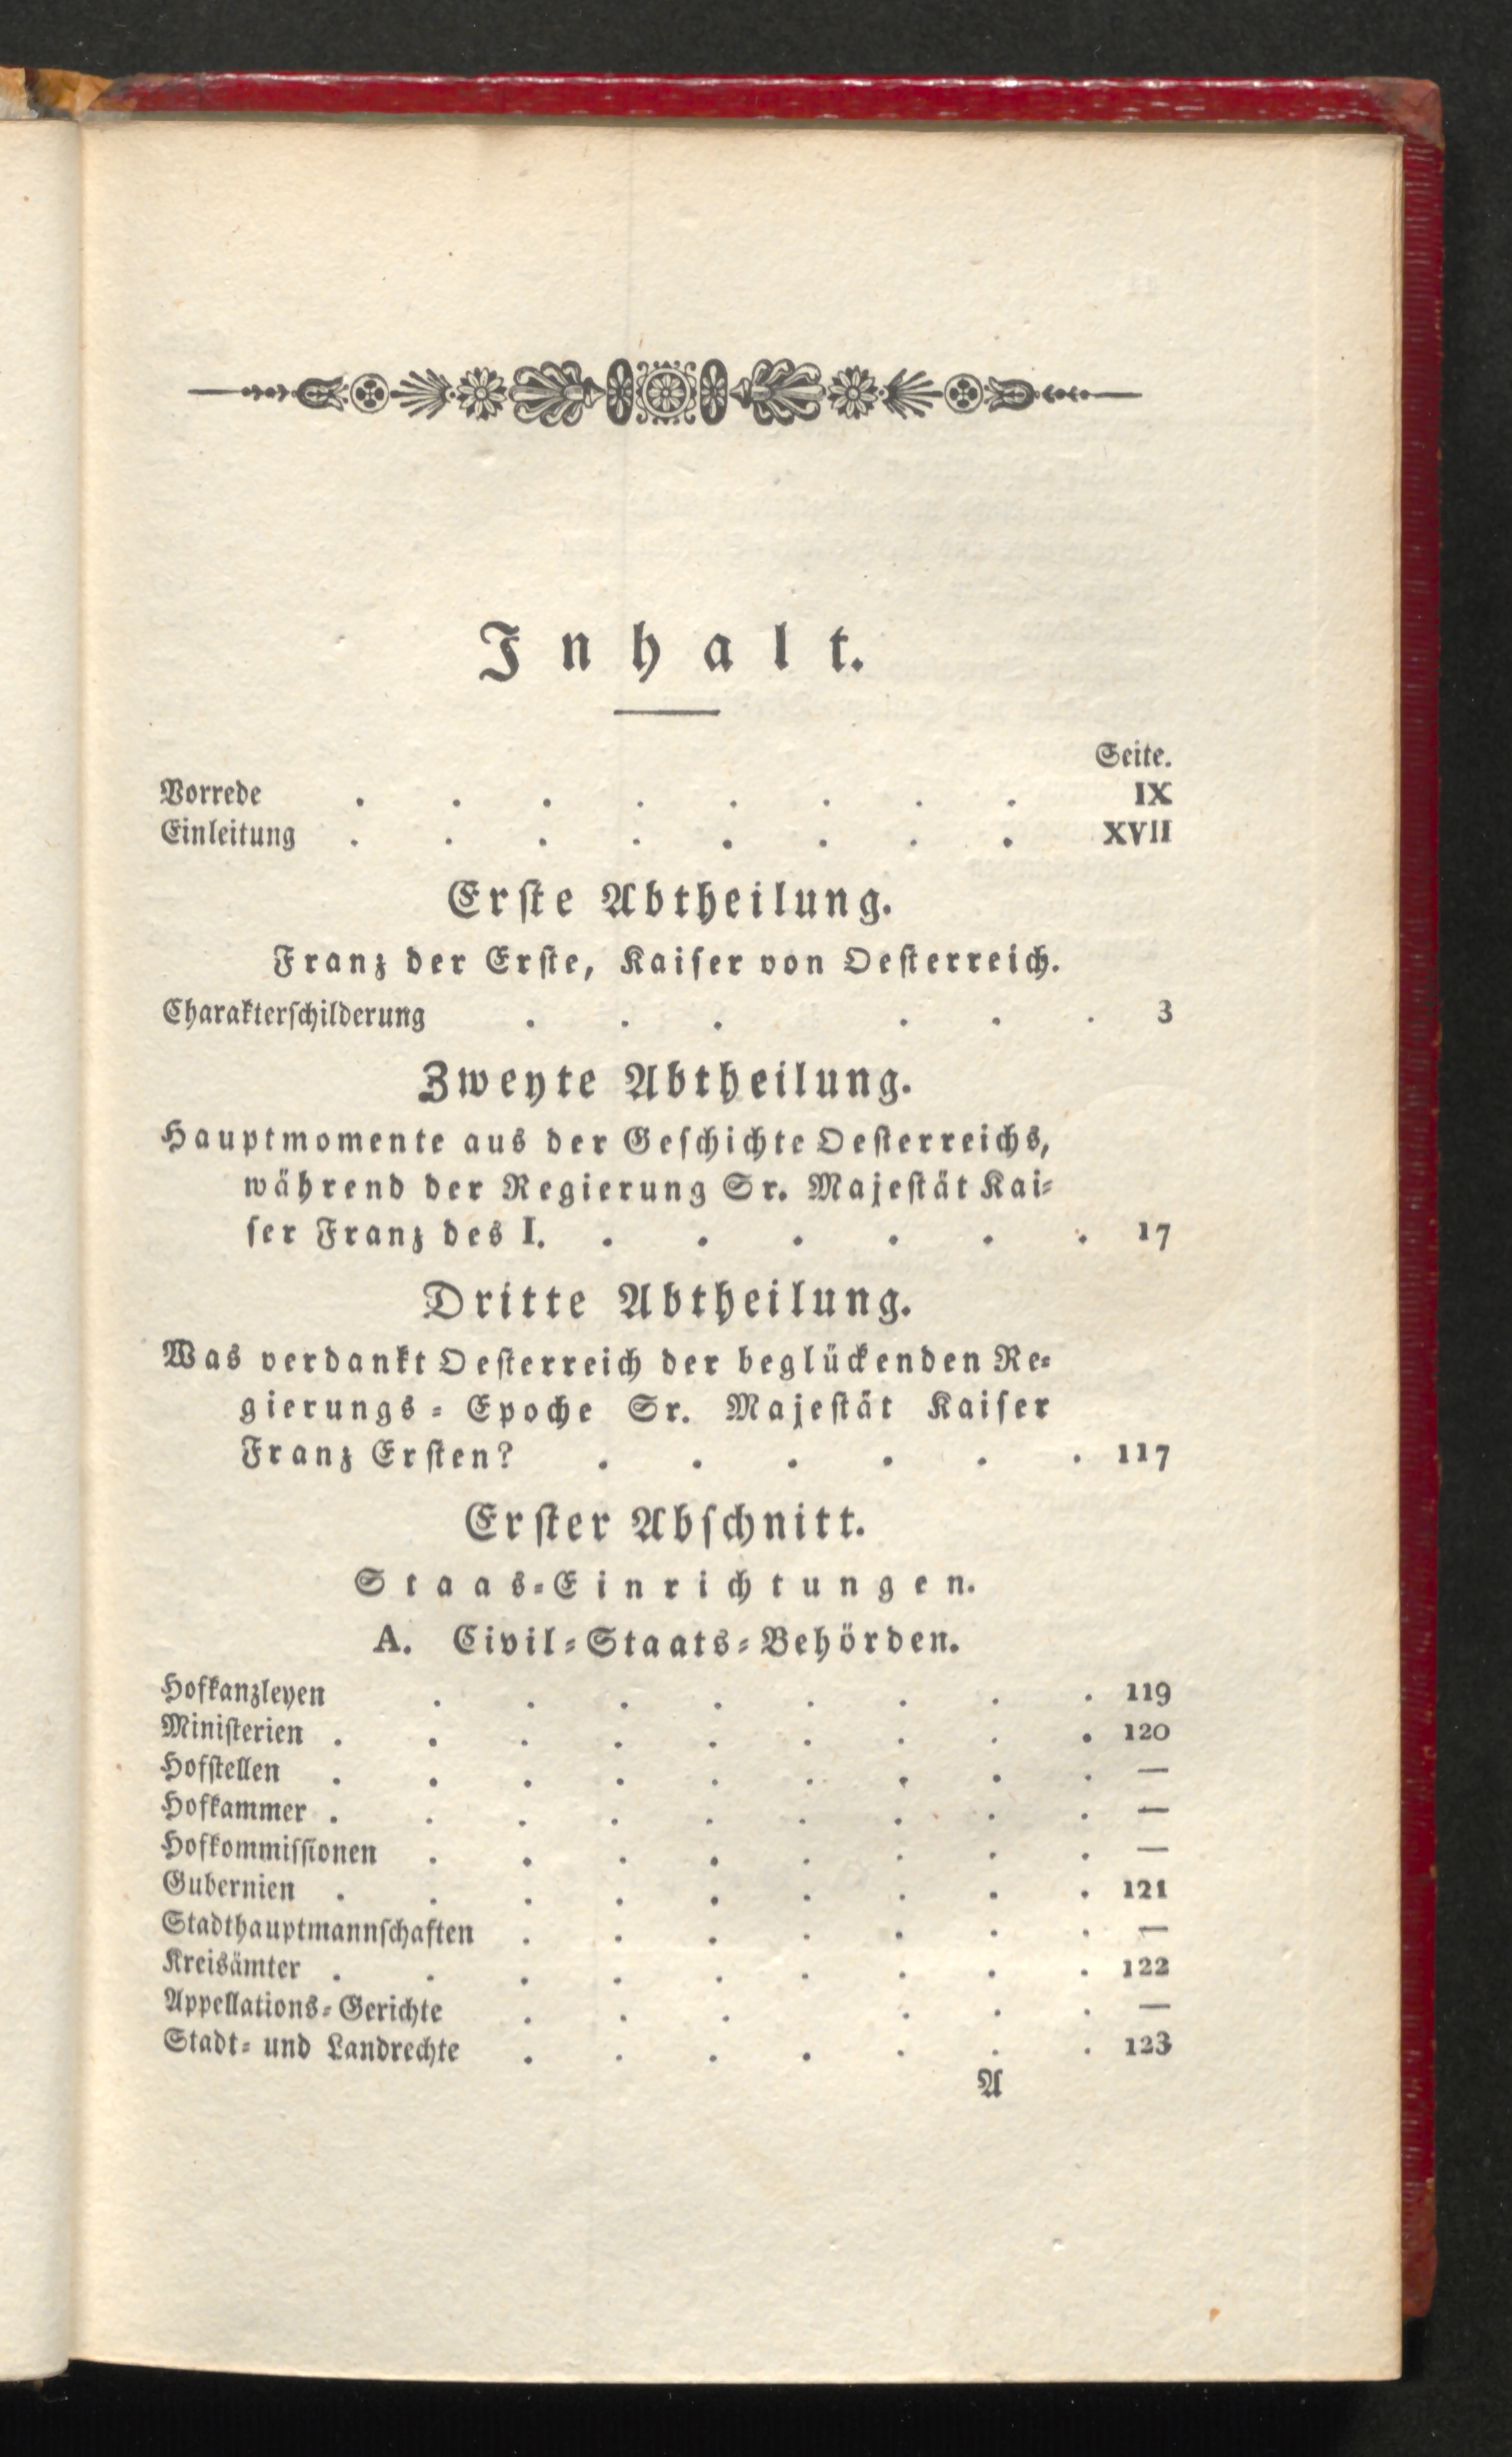 Inhalt.
Seite.
Vorrede . . . . . . . . IX
Einleitung . . . . . . . . XVII
Erste Abtheilung.
Franz der Erste, Kaiser von Oesterreich.
Charakterschilderung . . . . . . 3
Zweyte Abtheilung.
Hauptmomente aus der Geschichte Oesterreichs,
während der Regierung Sr. Majestät Kai-
ser Franz des I. . . . . . . 17
Dritte Abtheilung.
Was verdankt Oesterreich der beglückenden Re-
gierungs-Epoche Sr. Majestät Kaiser
Franz Ersten? . . . . . . 117
Erster Abschnitt.
Staas-Einrichtungen.
A. Civil-Staats-Behörden.
Hofkanzleyen . . . . . . . . 119
Ministerien . . . . . . . . . 120
Hofstellen . . . . . . . . . —
Hofkammer . . . . . . . . . —
Hofkommissionen . . . . . . . . —
Gubernien . . . . . . . . . 121
Stadthauptmannschaften . . . . . . . —
Kreisämter . . . . . . . . . 122
Appellations-Gerichte . . . . . . —
Stadt- und Landrechte . . . . . . . 123
A